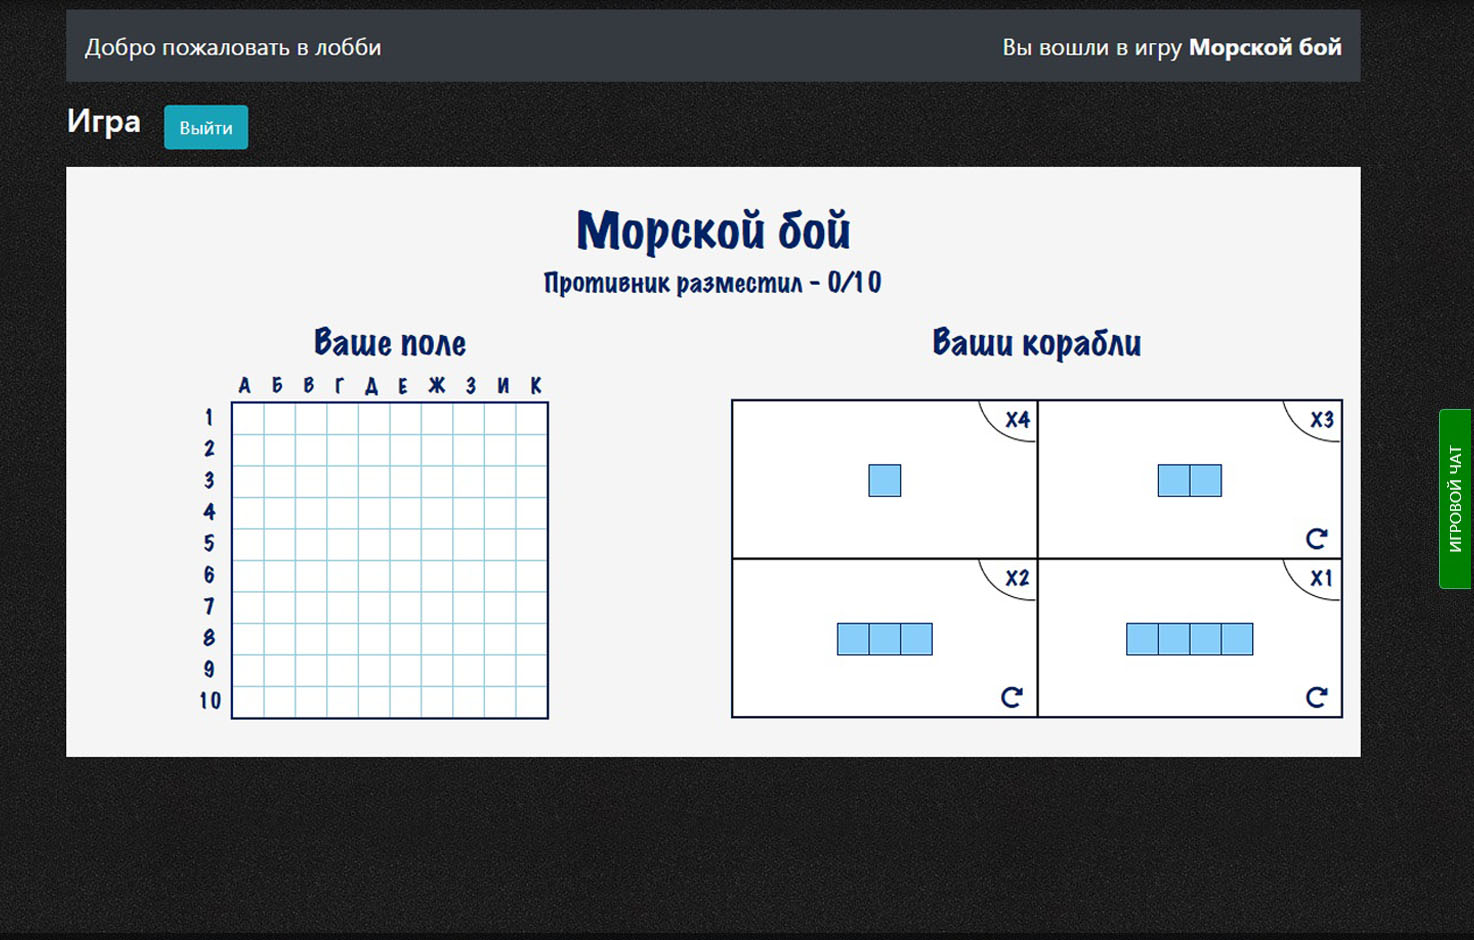 Добро пожаловать в лобби
Вы вошли в игру Морской бой
Игра
Выйти
Морской бой
Противник разместил - 0/10
Ваше поле
Ваши корабли
А Б В Г Д Е Ж З И К
1
2
3
4
5
6
7
8
9
10
X4
X3
X2
X1
ИГРОВОЙ ЧАТ